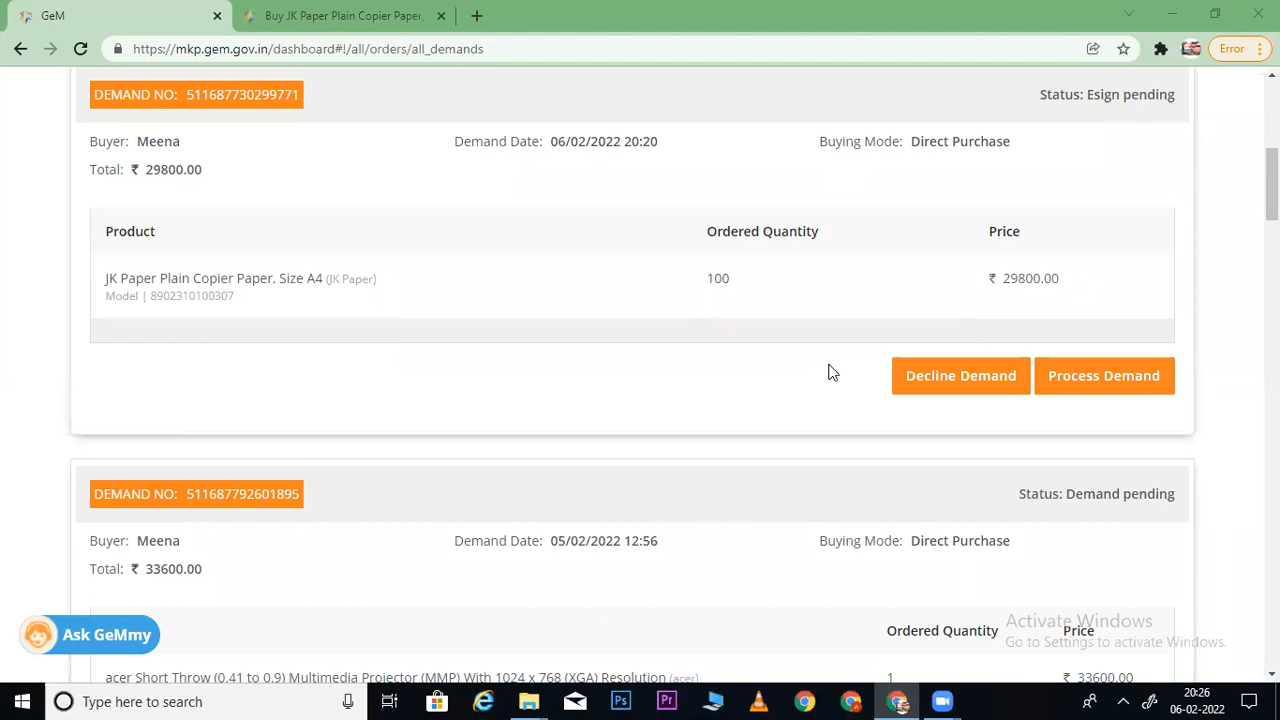 GeM
Buy JK Paper Plain Copier Paper,
https://mkp.gem.gov.in/dashboard#!/all/orders/all_demands
Error
DEMAND NO: 511687730299771
Status: Esign pending
Buyer: Meena
Demand Date: 06/02/2022 20:20
Buying Mode: Direct Purchase
Total: ₹ 29800.00
Product
Ordered Quantity
Price
JK Paper Plain Copier Paper, Size A4 (JK Paper)
100
₹ 29800.00
Model | 8902310100307
Decline Demand
Process Demand
DEMAND NO: 511687792601895
Status: Demand pending
Buyer: Meena
Demand Date: 05/02/2022 12:56
Buying Mode: Direct Purchase
Total: ₹ 33600.00
Ask GeMmy
Ordered Quantity
Price
Activate Windows
Go to Settings to activate Windows.
acer Short Throw (0.41 to 0.9) Multimedia Projector (MMP) With 1024 x 768 (XGA) Resolution (acer)
1
₹ 33600.00
Type here to search
Ps
Pr
20:26
06-02-2022